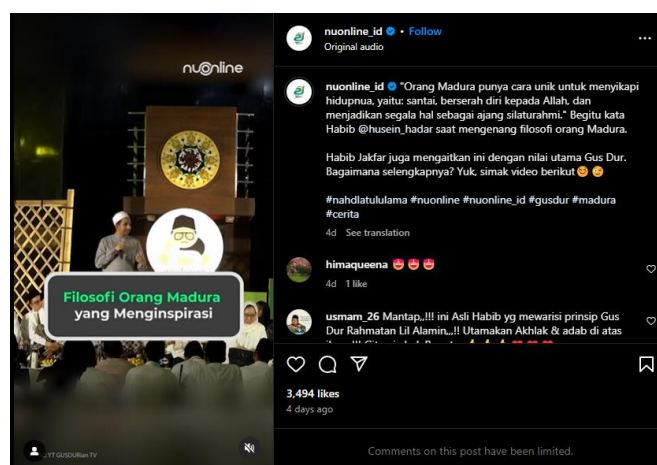 nuonline
Filosofi Orang Madura
yang Menginspirasi
YT GUSDURian TV
nuonline_id • Follow
Original audio
nuonline_id "Orang Madura punya cara unik untuk menyikapi
hidupnua, yaitu: santai, berserah diri kepada Allah, dan
menjadikan segala hal sebagai ajang silaturahmi." Begitu kata
Habib @husein_hadar saat mengenang filosofi orang Madura.
Habib Jakfar juga mengaitkan ini dengan nilai utama Gus Dur.
Bagaimana selengkapnya? Yuk, simak video berikut😊🤗
#nahdlatululama #nuonline #nuonline_id #gusdur #madura
#cerita
4d See translation
himaqueena 😍😍😍
4d 1 like
usmam_26 Mantap,,!!! ini Asli Habib yg mewarisi prinsip Gus
Dur Rahmatan Lil Alamin,,,!! Utamakan Akhlak & adab di atas
3,494 likes
4 days ago
Comments on this post have been limited.